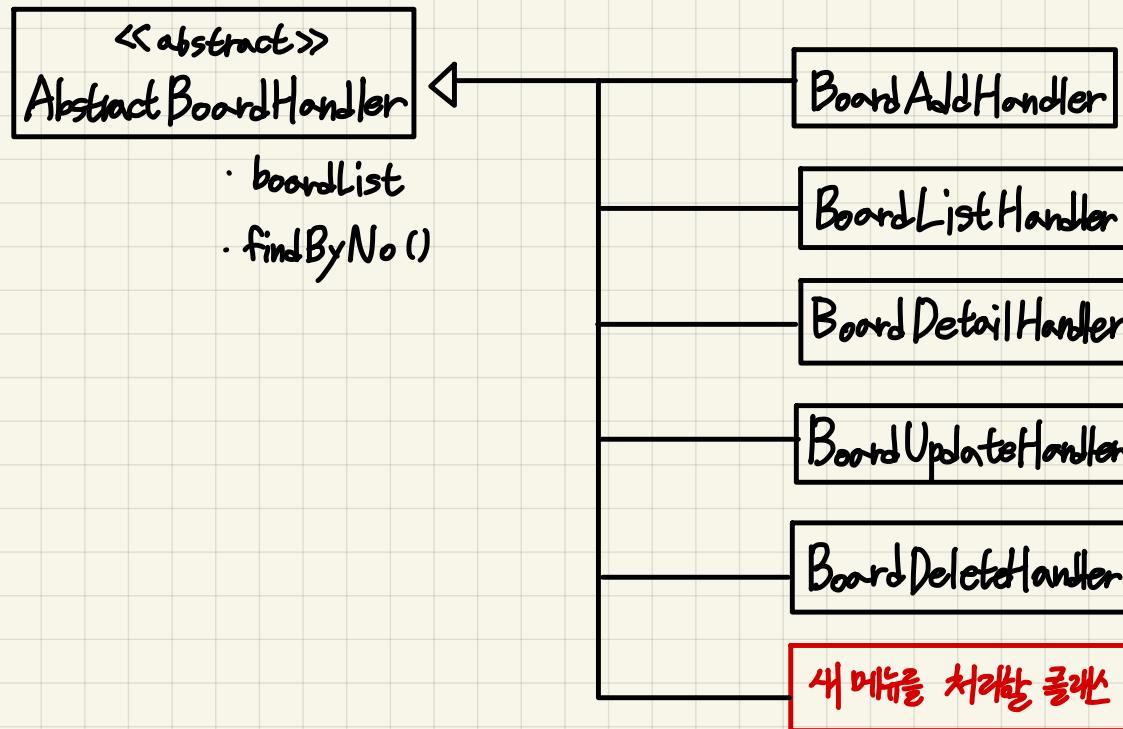 <<abstract>>
AbstractBoardHandler
· boardList
· findByNo()
BoardAddHandler
BoardListHandler
BoardDetailHandler
BoardUpdateHandler
BoardDeleteHandler
새 메뉴를 처리할 클래스